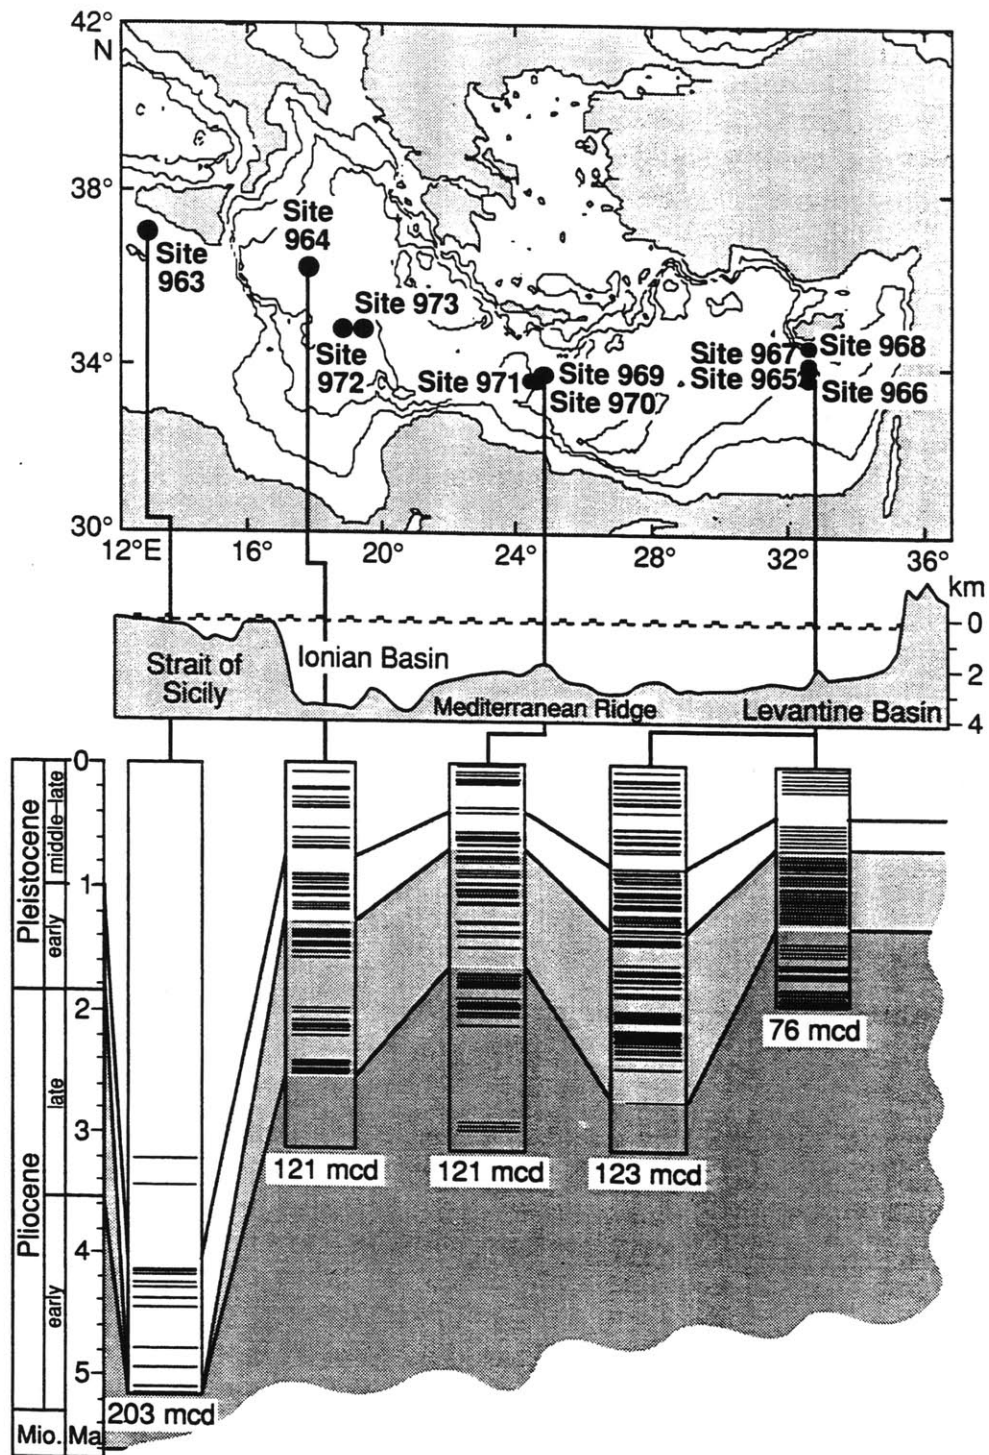 42°
N
38°
34°
30°
Site
964
Site
963
Site 973
Site
972
Site 971
Site 969
Site 970
Site 967
Site 968
Site 965
Site 966
12°E
16°
20°
24°
28°
32°
36°
km
0
2
4
Strait of
Sicily
Ionian Basin
Mediterranean Ridge
Levantine Basin
0
1
2
3
4
5
Pleistocene
middle–late
early
Pliocene
late
early
Mio.
Ma
203 mcd
121 mcd
121 mcd
123 mcd
76 mcd